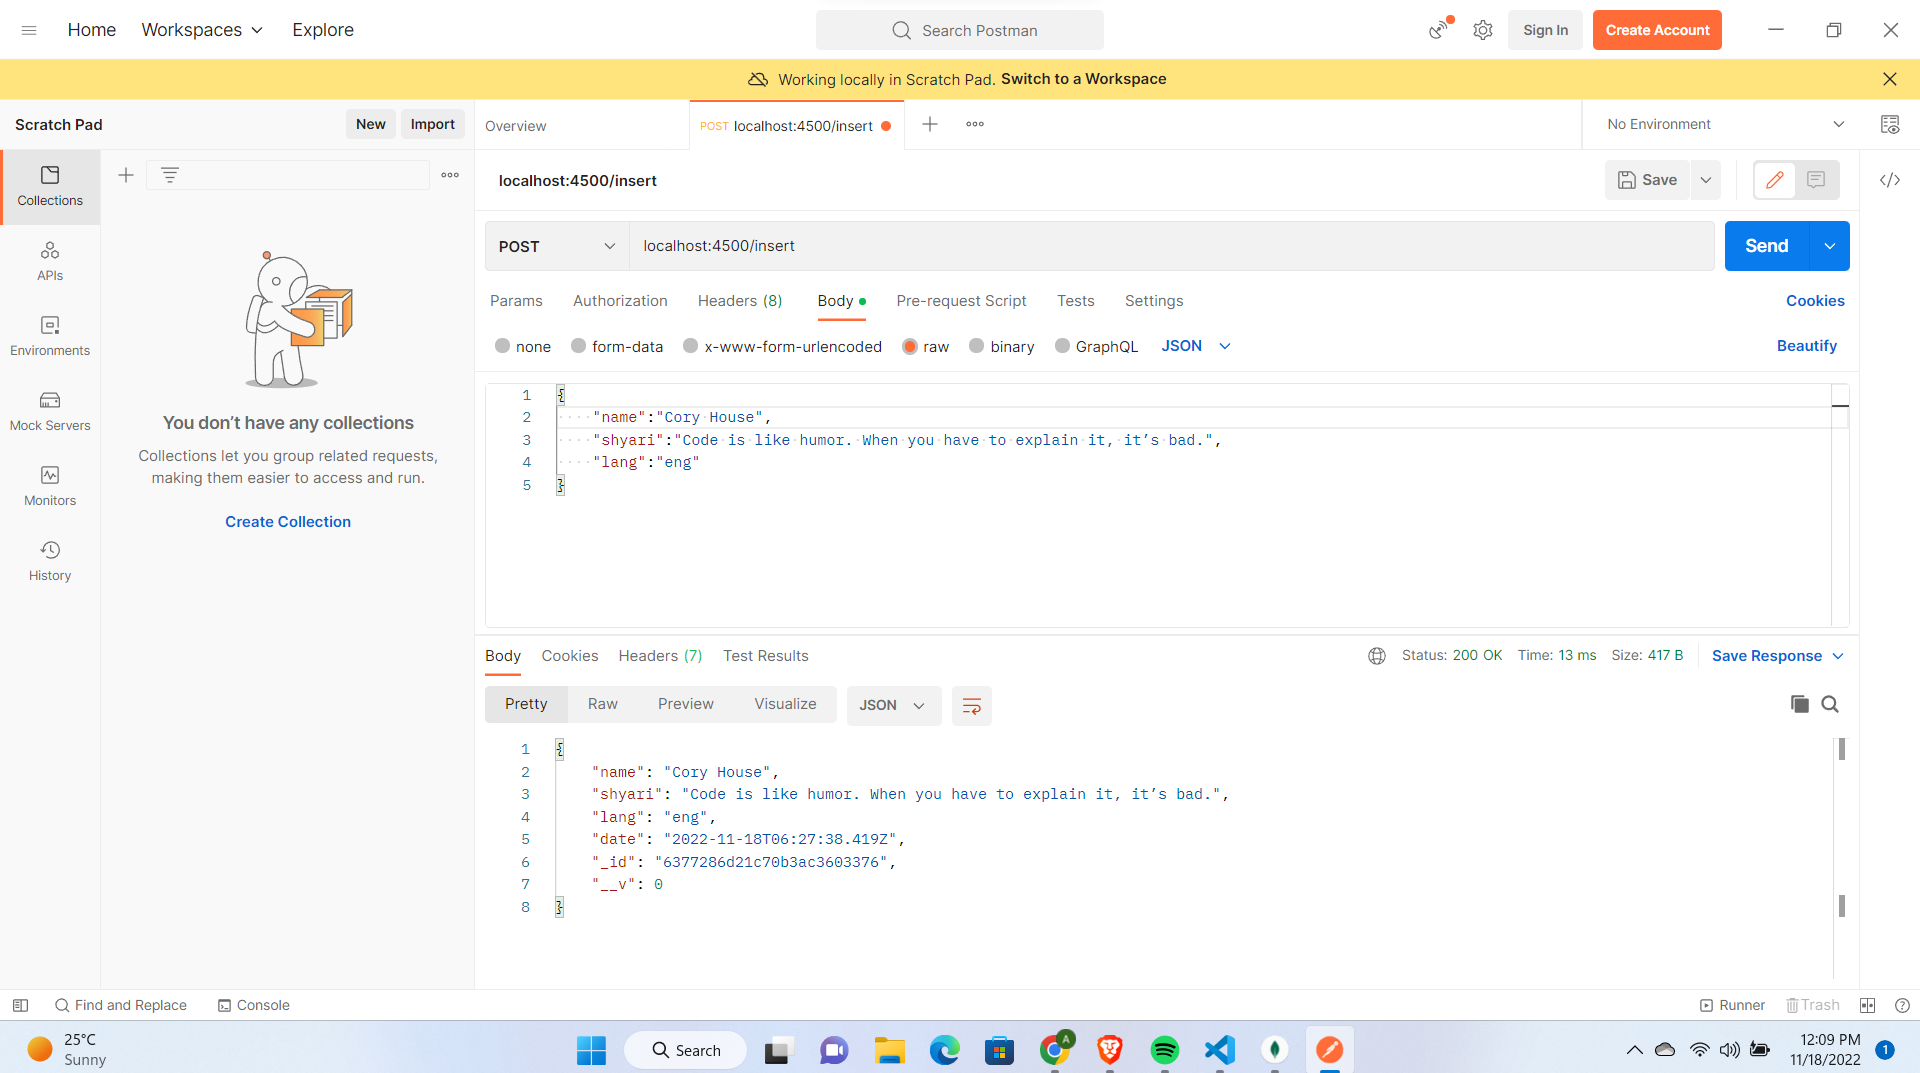 Home
Workspaces
Explore
Search Postman
Sign In
Create Account
Working locally in Scratch Pad. Switch to a Workspace
Scratch Pad
New
Import
Overview
POST localhost:4500/insert
No Environment
Collections
APIs
Environments
Mock Servers
Monitors
History
You don’t have any collections
Collections let you group related requests,
making them easier to access and run.
Create Collection
localhost:4500/insert
Save
POST
localhost:4500/insert
Send
Params
Authorization
Headers (8)
Body
Pre-request Script
Tests
Settings
Cookies
none
form-data
x-www-form-urlencoded
raw
binary
GraphQL
JSON
Beautify
1 {
2 "name":"Cory House",
3 "shyari":"Code is like humor. When you have to explain it, it’s bad.",
4 "lang":"eng"
5 }
Body
Cookies
Headers (7)
Test Results
Status: 200 OK
Time: 13 ms
Size: 417 B
Save Response
Pretty
Raw
Preview
Visualize
JSON
1 {
2 "name": "Cory House",
3 "shyari": "Code is like humor. When you have to explain it, it’s bad.",
4 "lang": "eng",
5 "date": "2022-11-18T06:27:38.419Z",
6 "_id": "6377286d21c70b3ac3603376",
7 "__v": 0
8 }
Find and Replace
Console
Runner
Trash
25°C
Sunny
Search
A
12:09 PM
11/18/2022
1